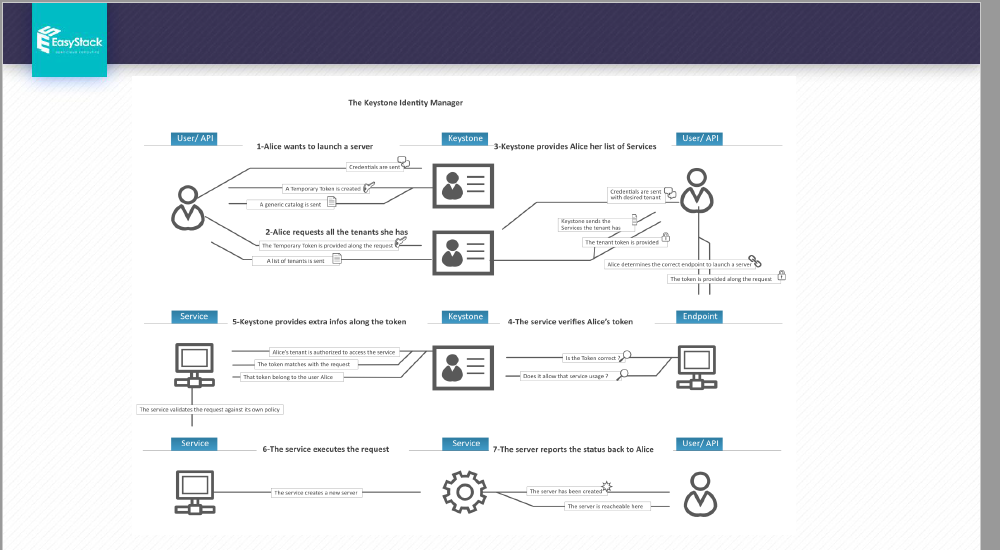 EasyStack
The Keystone Identity Manager
User/ API
Keystone
User/ API
1-Alice wants to launch a server
3-Keystone provides Alice her list of Services
Credentials are sent
A Temporary Token is created
A generic catalog is sent
Credentials are sent
with desired tenant
Keystone sends the
Services the tenant has
2-Alice requests all the tenants she has
The Temporary Token is provided along the request
The tenant token is provided
A list of tenants is sent
Alice determines the correct endpoint to launch a server
The token is provided along the request
Service
Keystone
Endpoint
5-Keystone provides extra infos along the token
4-The service verifies Alice's token
Alice's tenant is authorized to access the service
The token matches with the request
That token belong to the user Alice
Is the Token correct ?
Does it allow that service usage ?
The service validates the request against its own policy
Service
Service
User/ API
6-The service executes the request
7-The server reports the status back to Alice
The service creates a new server
The server has been created
The server is reacheable here